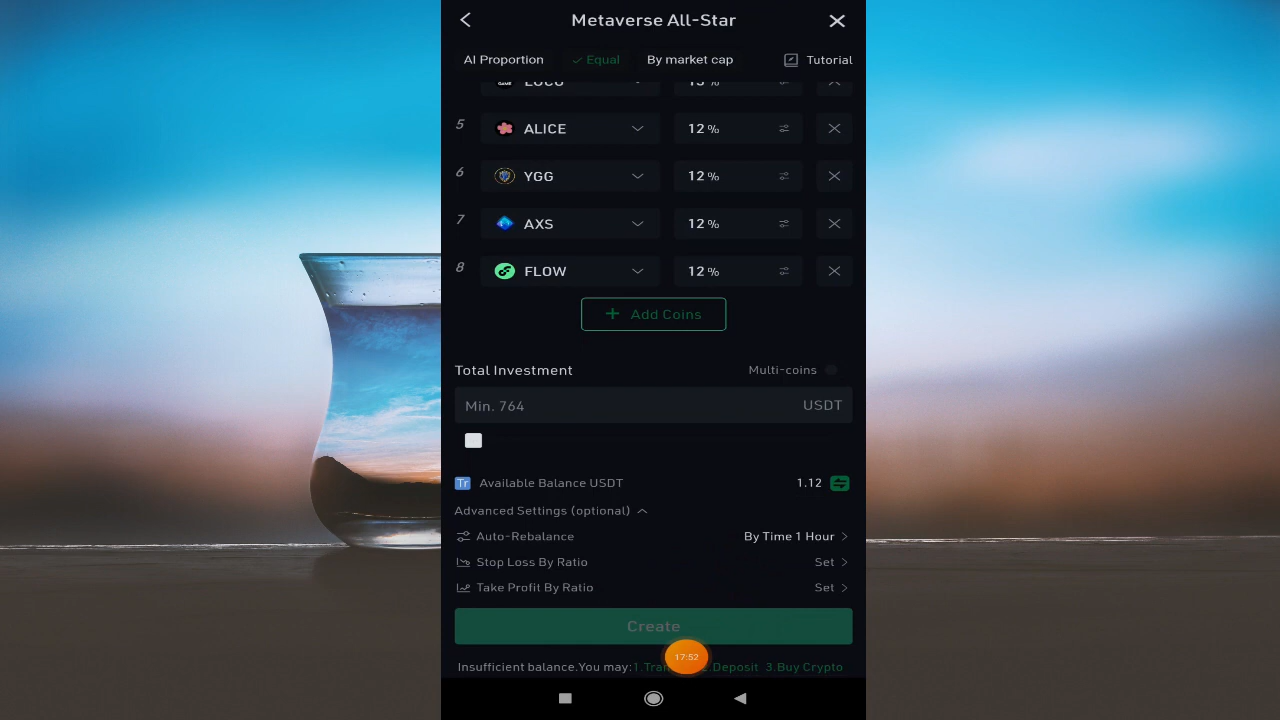 Metaverse All-Star
AI Proportion Equal By market cap Tutorial
LOCO 13 %
5 ALICE 12 %
6 YGG 12 %
7 AXS 12 %
8 FLOW 12 %
+ Add Coins
Total Investment Multi-coins
Min. 764 USDT
Tr Available Balance USDT 1.12
Advanced Settings (optional)
Auto-Rebalance By Time 1 Hour
Stop Loss By Ratio Set
Take Profit By Ratio Set
Create
17:52
Insufficient balance.You may: Deposit 3.Buy Crypto